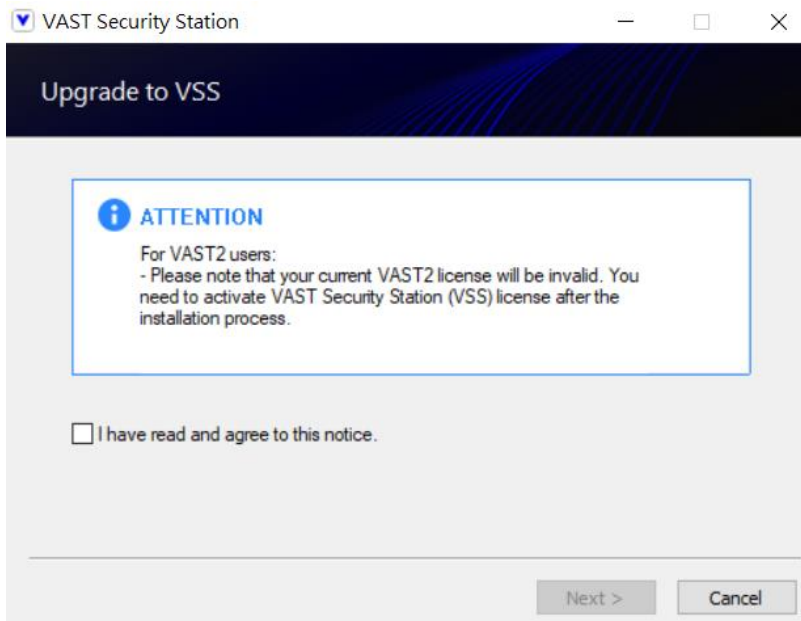 VAST Security Station
Upgrade to VSS
ATTENTION
For VAST2 users:
- Please note that your current VAST2 license will be invalid. You
need to activate VAST Security Station (VSS) license after the
installation process.
I have read and agree to this notice.
Next >
Cancel